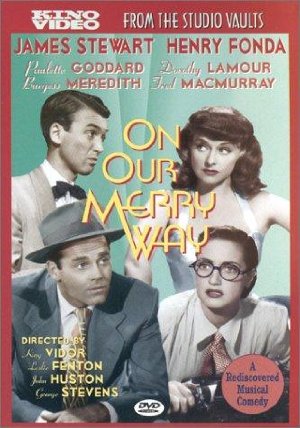 KINO VIDEO
FROM THE STUDIO VAULTS
JAMES STEWART HENRY FONDA
Paulette GODDARD Dorothy LAMOUR
Burgess MEREDITH Fred MACMURRAY
ON
OUR
MERRY
WAY
DIRECTED BY
King VIDOR
Leslie FENTON
John HUSTON
George STEVENS
DVD
VIDEO
A
Rediscovered
Musical
Comedy